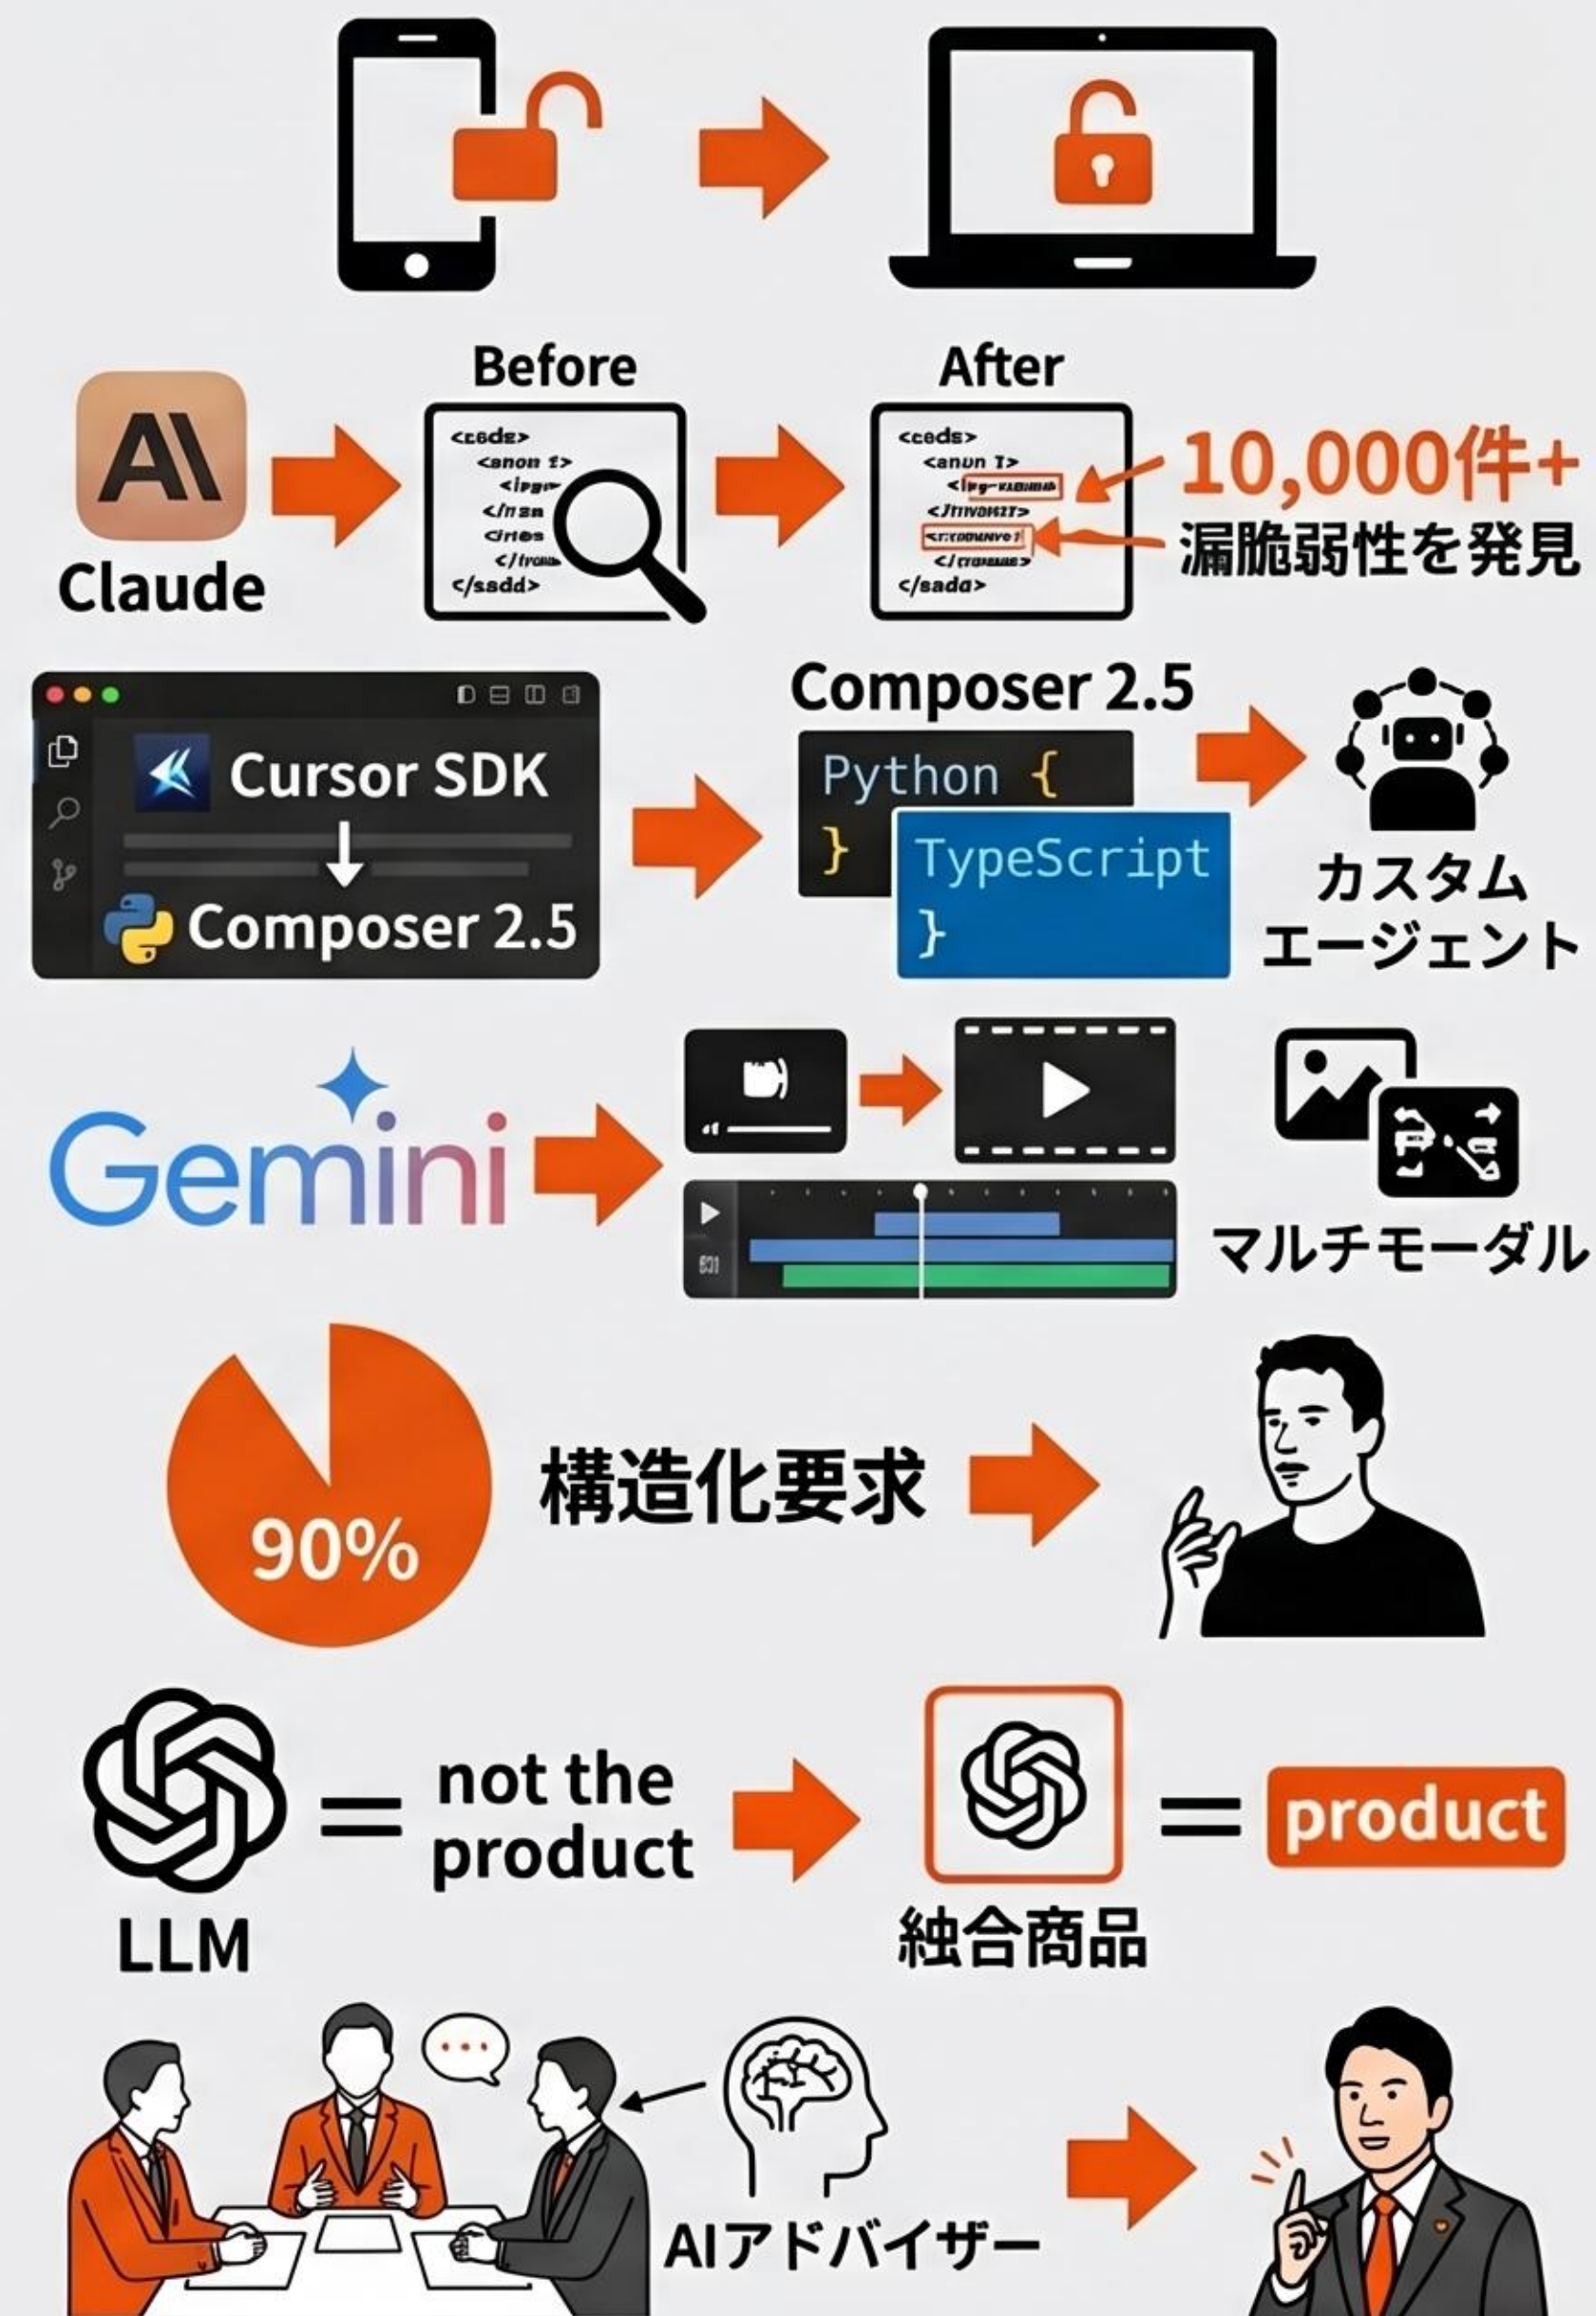 Before
After
Claude
10,000件+
漏脆弱性を発見
Cursor SDK
Composer 2.5
Composer 2.5
Python {
}
TypeScript
}
カスタム
エージェント
Gemini
マルチモーダル
90%
構造化要求
not the
product
product
LLM
融合商品
AIアドバイザー